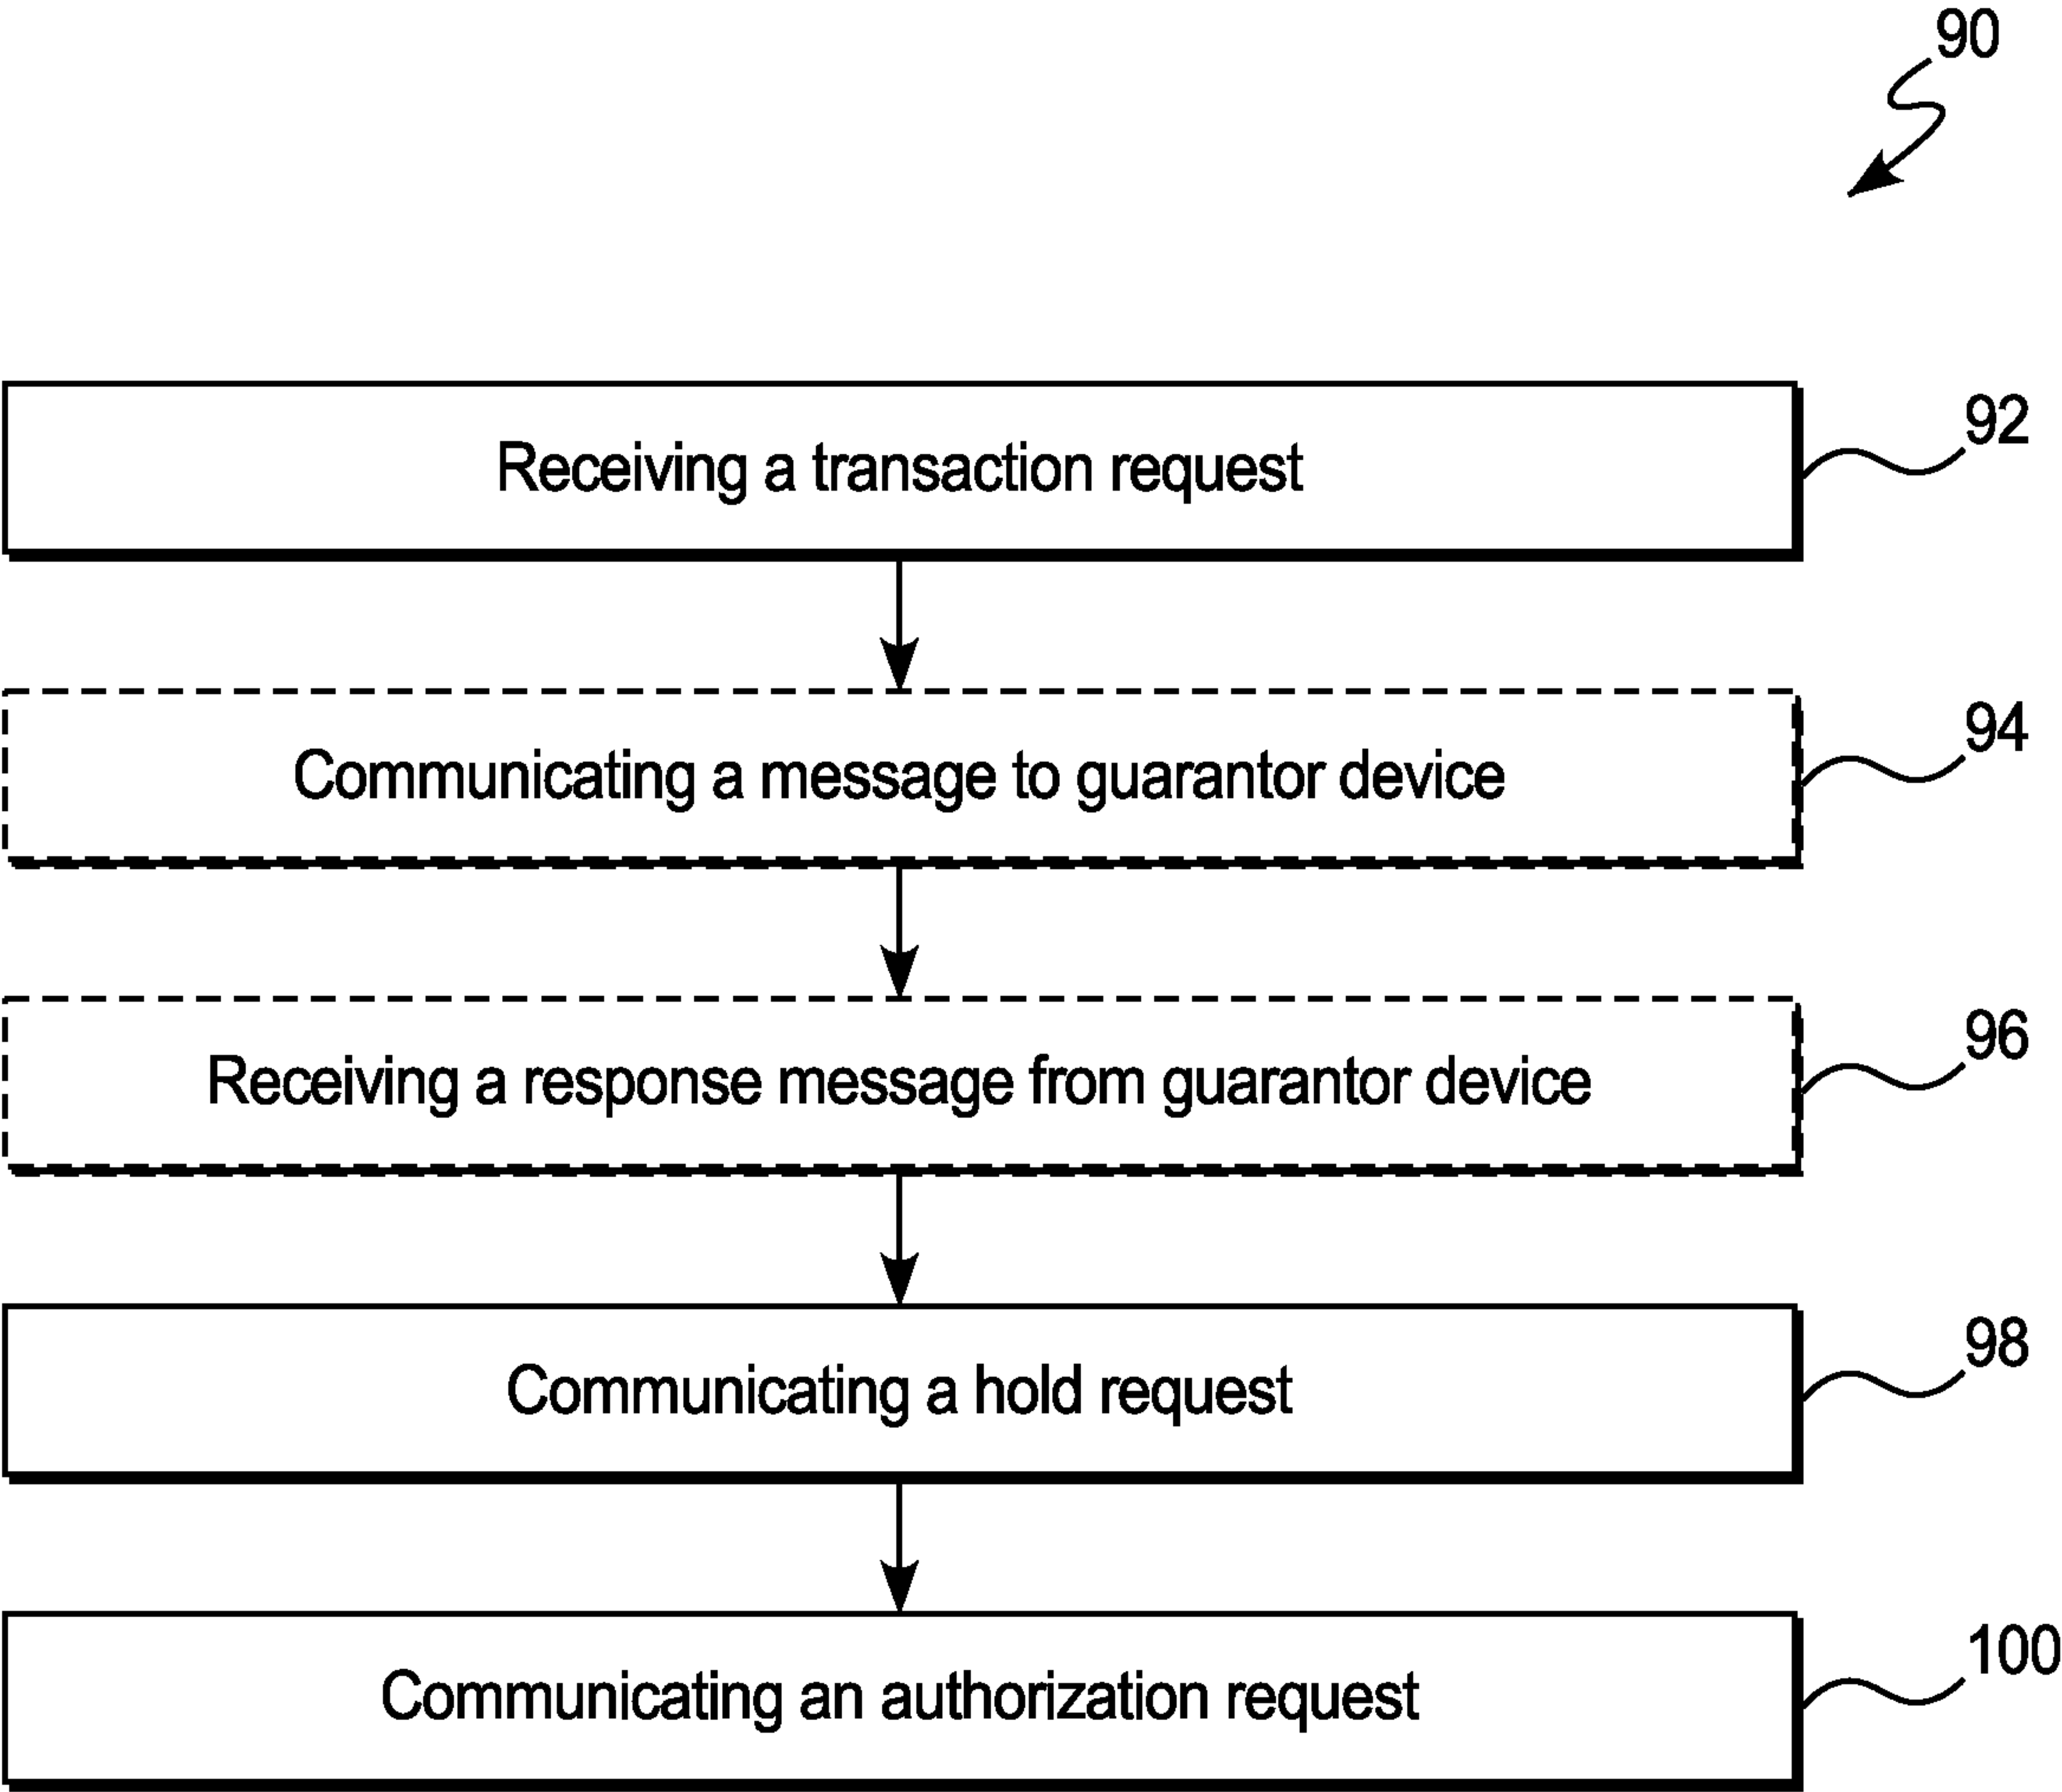 90
Receiving a transaction request
92
Communicating a message to guarantor device
94
Receiving a response message from guarantor device
96
Communicating a hold request
98
Communicating an authorization request
100